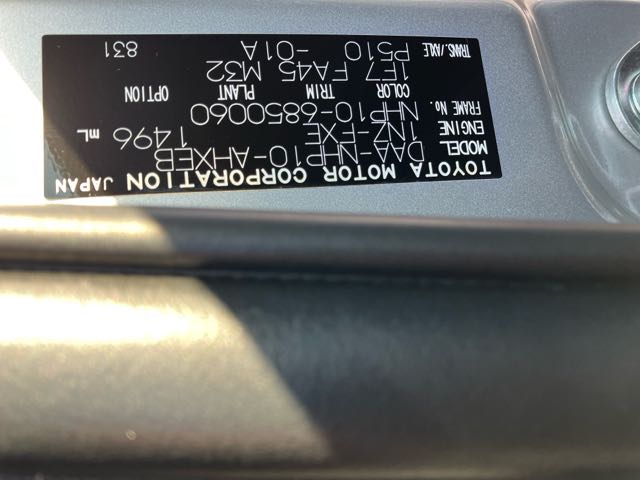 TOYOTA MOTOR CORPORATION JAPAN
MODEL DAA-NHP10-AHXEB
ENGINE 1NZ-FXE 1496 mL
FRAME No. NHP10-6850060
COLOR TRIM PLANT OPTION
1F7 FA45 M32
TRANS./AXLE P510 -01A 831